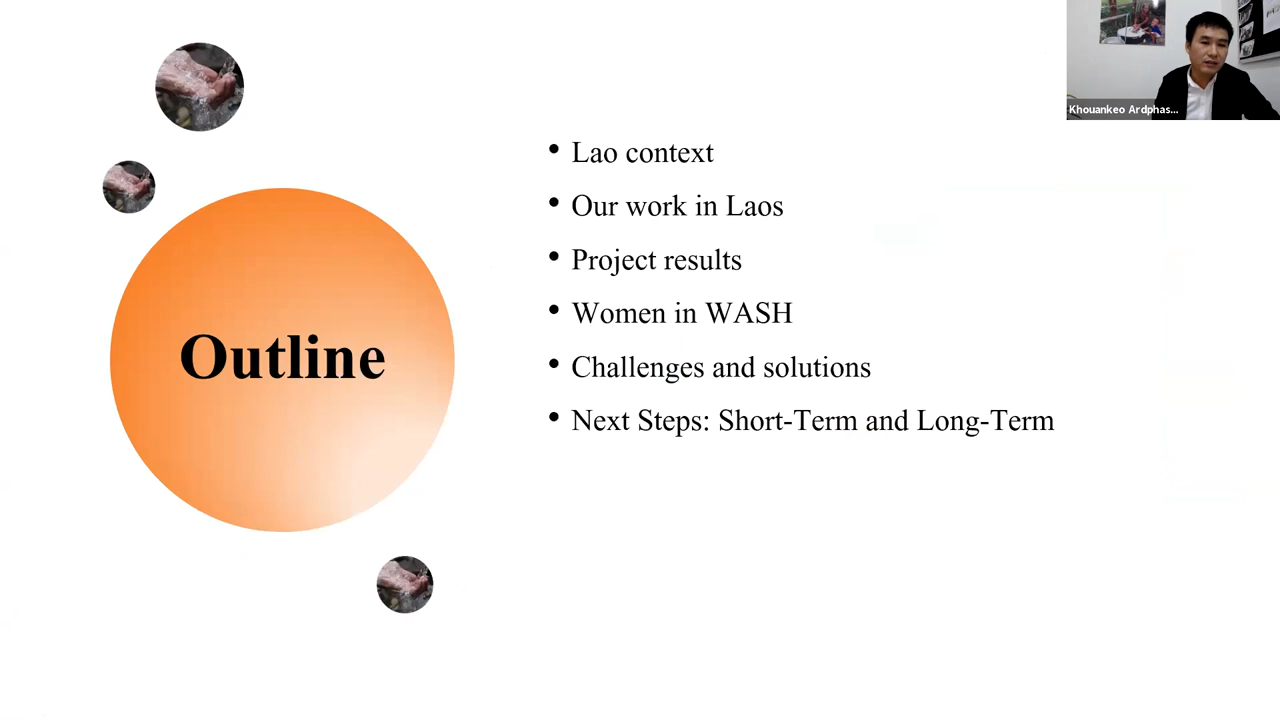 Outline
• Lao context
• Our work in Laos
• Project results
• Women in WASH
• Challenges and solutions
• Next Steps: Short-Term and Long-Term
Khouankeo Ardphas...